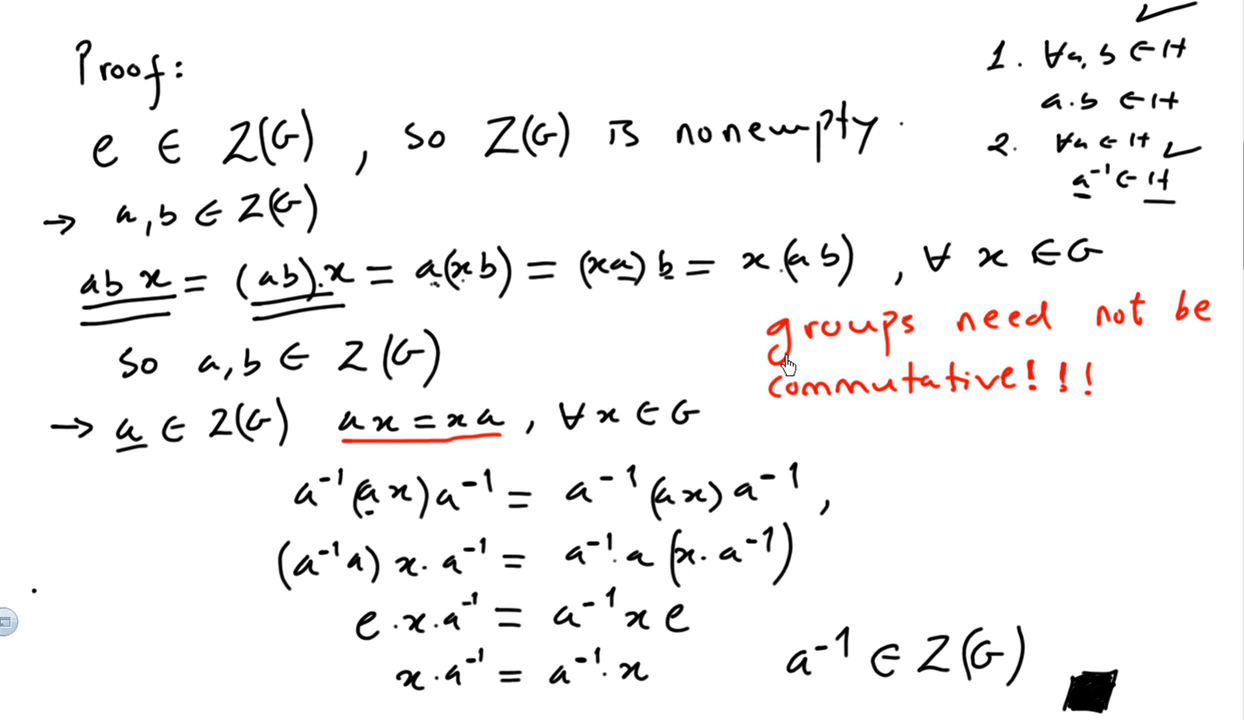 Proof:
e ∈ Z(G) , so Z(G) is nonempty.
→ a, b ∈ Z(G)
ab x = (ab).x = a(xb) = (xa)b = x.(ab) , ∀ x ∈ G
so a, b ∈ Z(G)
→ a ∈ Z(G) ax = xa , ∀ x ∈ G
a⁻¹(ax)a⁻¹ = a⁻¹(ax)a⁻¹ ,
(a⁻¹a) x. a⁻¹ = a⁻¹. a (x. a⁻¹)
e.x.a⁻¹ = a⁻¹ x e
x.a⁻¹ = a⁻¹. x
a⁻¹ ∈ Z(G)
1. ∀a, b ∈ H
a.b ∈ H
2. ∀a ∈ H
a⁻¹ ∈ H
groups need not be
commutative!!!